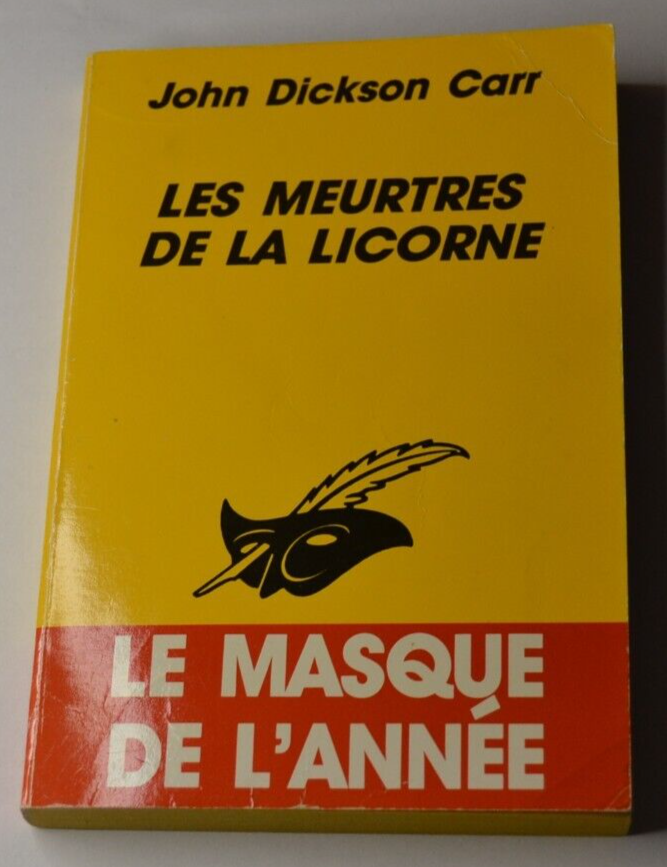 John Dickson Carr
LES MEURTRES
DE LA LICORNE
LE MASQUE
DE L'ANNÉE